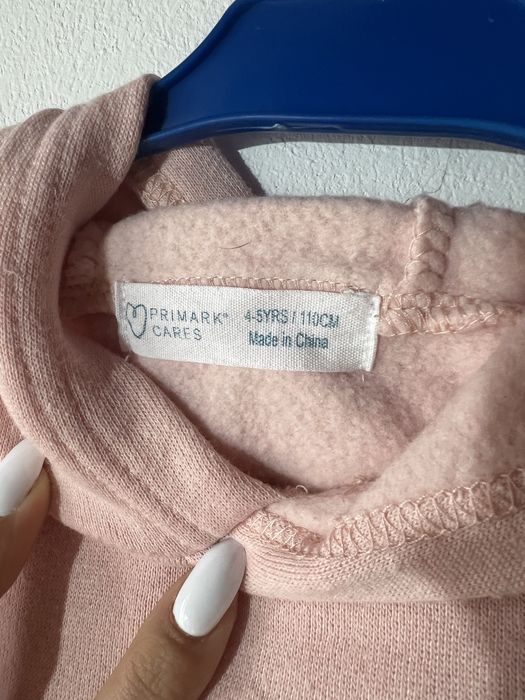 PRIMARK®
CARES
4-5YRS / 110CM
Made in China